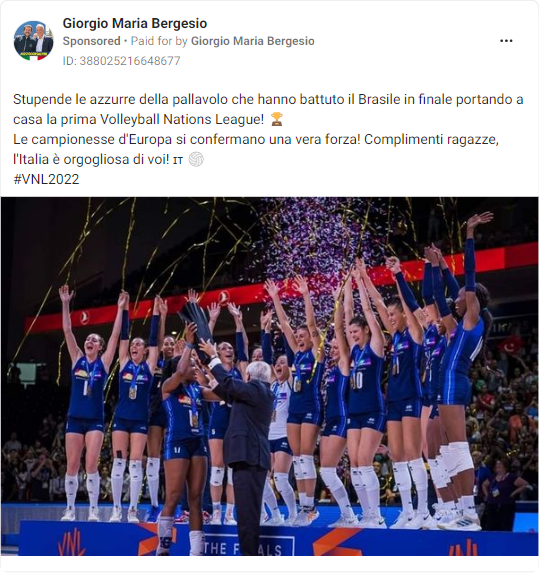 Giorgio Maria Bergesio
Sponsored • Paid for by Giorgio Maria Bergesio
ID: 388025216648677
Stupende le azzurre della pallavolo che hanno battuto il Brasile in finale portando a
casa la prima Volleyball Nations League! 🏆
Le campionesse d'Europa si confermano una vera forza! Complimenti ragazze,
l'Italia è orgogliosa di voi! IT 🏐
#VNL2022
10
THE FINALS